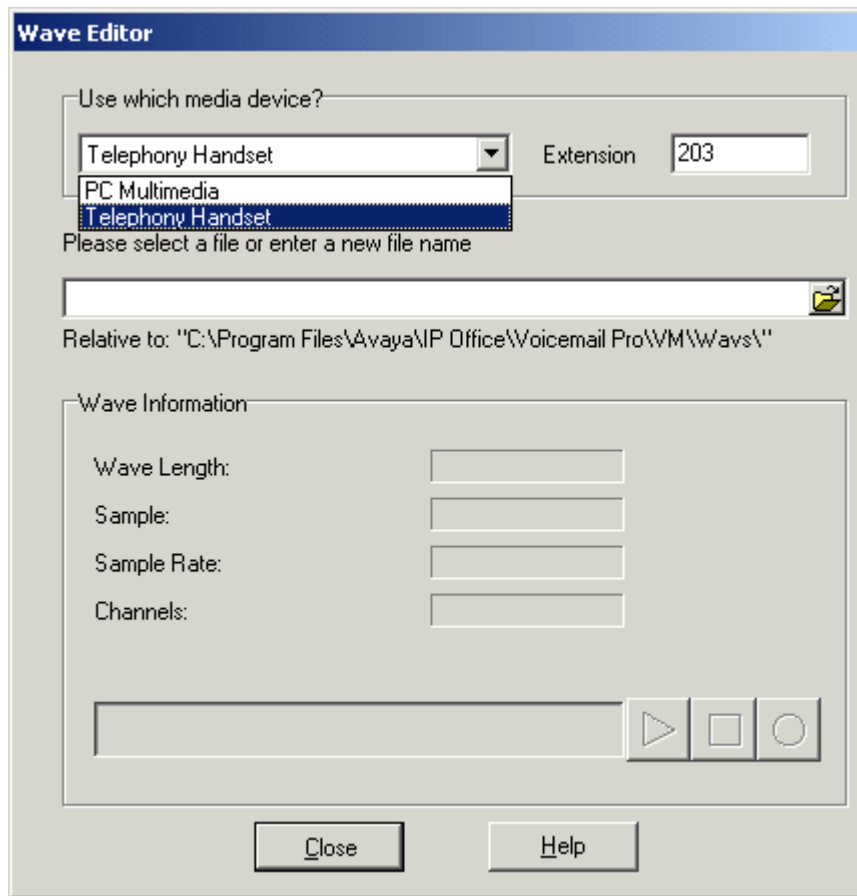 Wave Editor
Use which media device?
Telephony Handset
Extension
203
PC Multimedia
Telephony Handset
Please select a file or enter a new file name
Relative to: "C:\Program Files\Avaya\IP Office\Voicemail Pro\VM\Wavs\"
Wave Information
Wave Length:
Sample:
Sample Rate:
Channels:
Close
Help